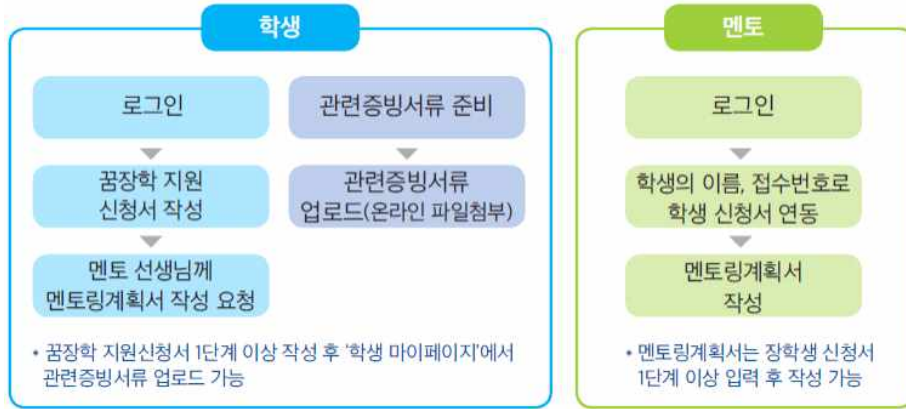 학생
로그인
꿈장학 지원
신청서 작성
멘토 선생님께
멘토링계획서 작성 요청
관련증빙서류 준비
관련증빙서류
업로드(온라인 파일첨부)
• 꿈장학 지원신청서 1단계 이상 작성 후 '학생 마이페이지'에서
관련증빙서류 업로드 가능
멘토
로그인
학생의 이름, 접수번호로
학생 신청서 연동
멘토링계획서
작성
• 멘토링계획서는 장학생 신청서
1단계 이상 입력 후 작성 가능